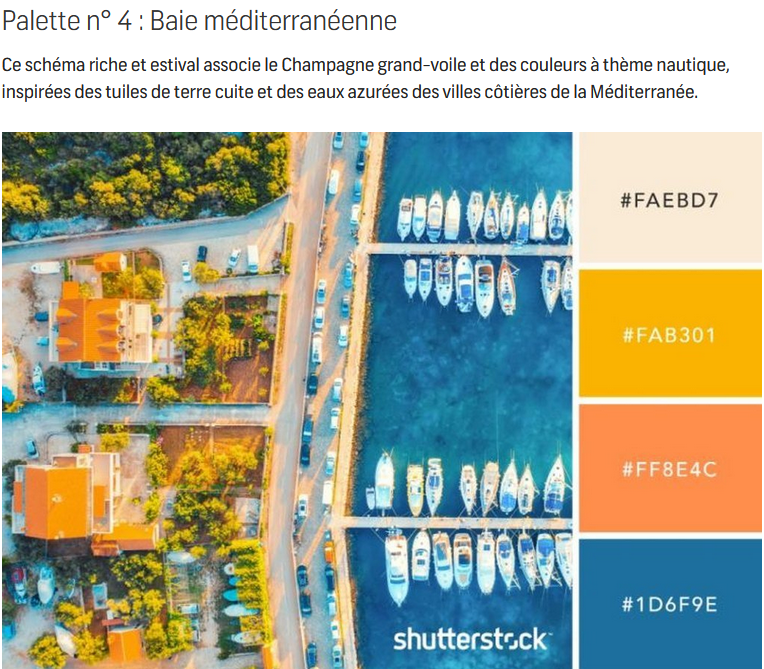 Palette n° 4 : Baie méditerranéenne
Ce schéma riche et estival associe le Champagne grand-voile et des couleurs à thème nautique,
inspirées des tuiles de terre cuite et des eaux azurées des villes côtières de la Méditerranée.
#FAEBD7
#FAB301
#FF8E4C
#1D6F9E
shutterstock